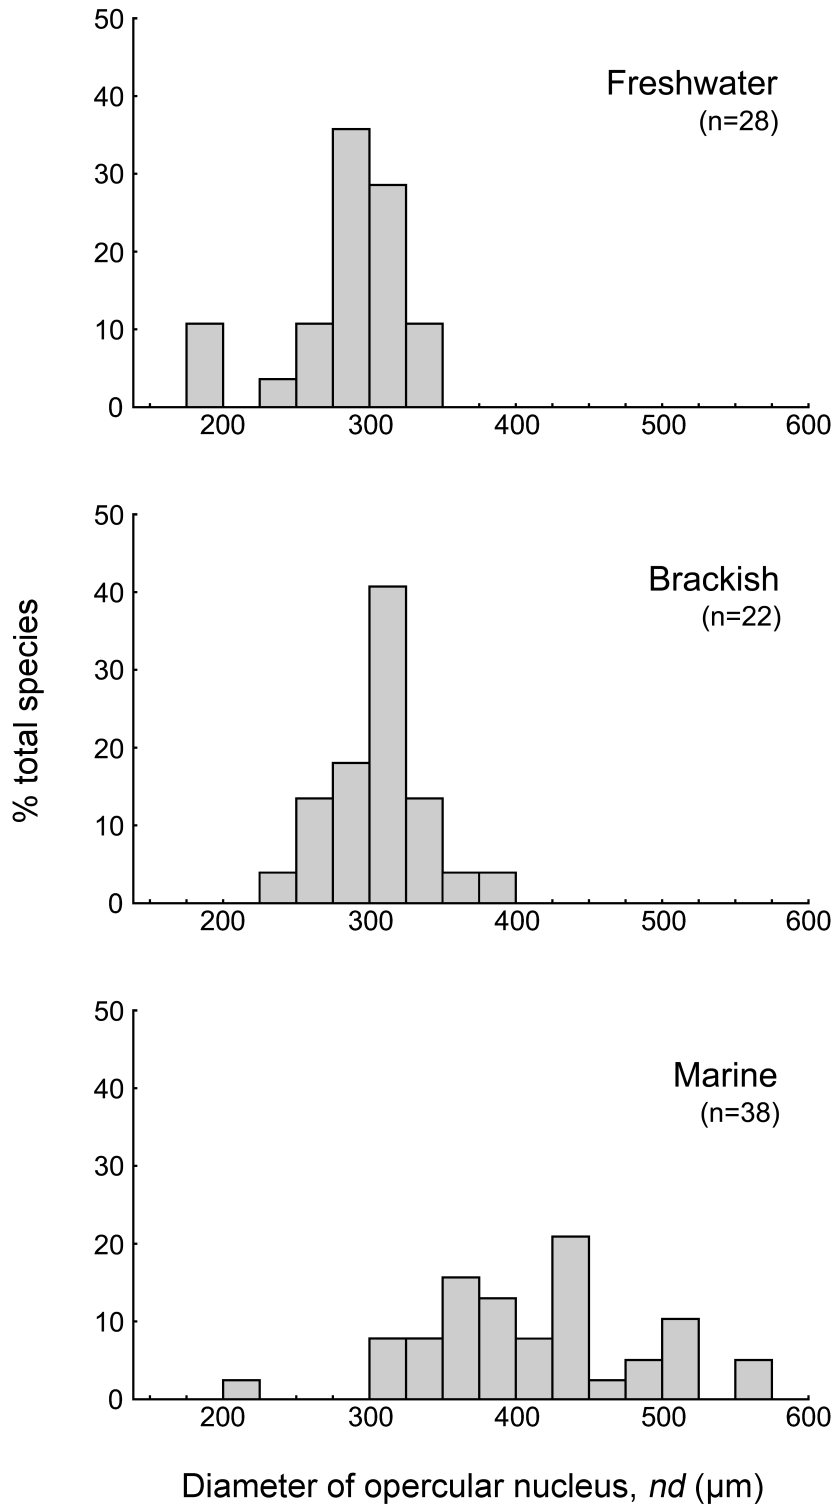 50
Freshwater
40
(n=28)
30
20
10
0
200 300 400 500 600
50
Brackish
40
(n=22)
30
20
10
0
200 300 400 500 600
% total species
50
Marine
40
(n=38)
30
20
10
0
200 300 400 500 600
Diameter of opercular nucleus, nd (μm)